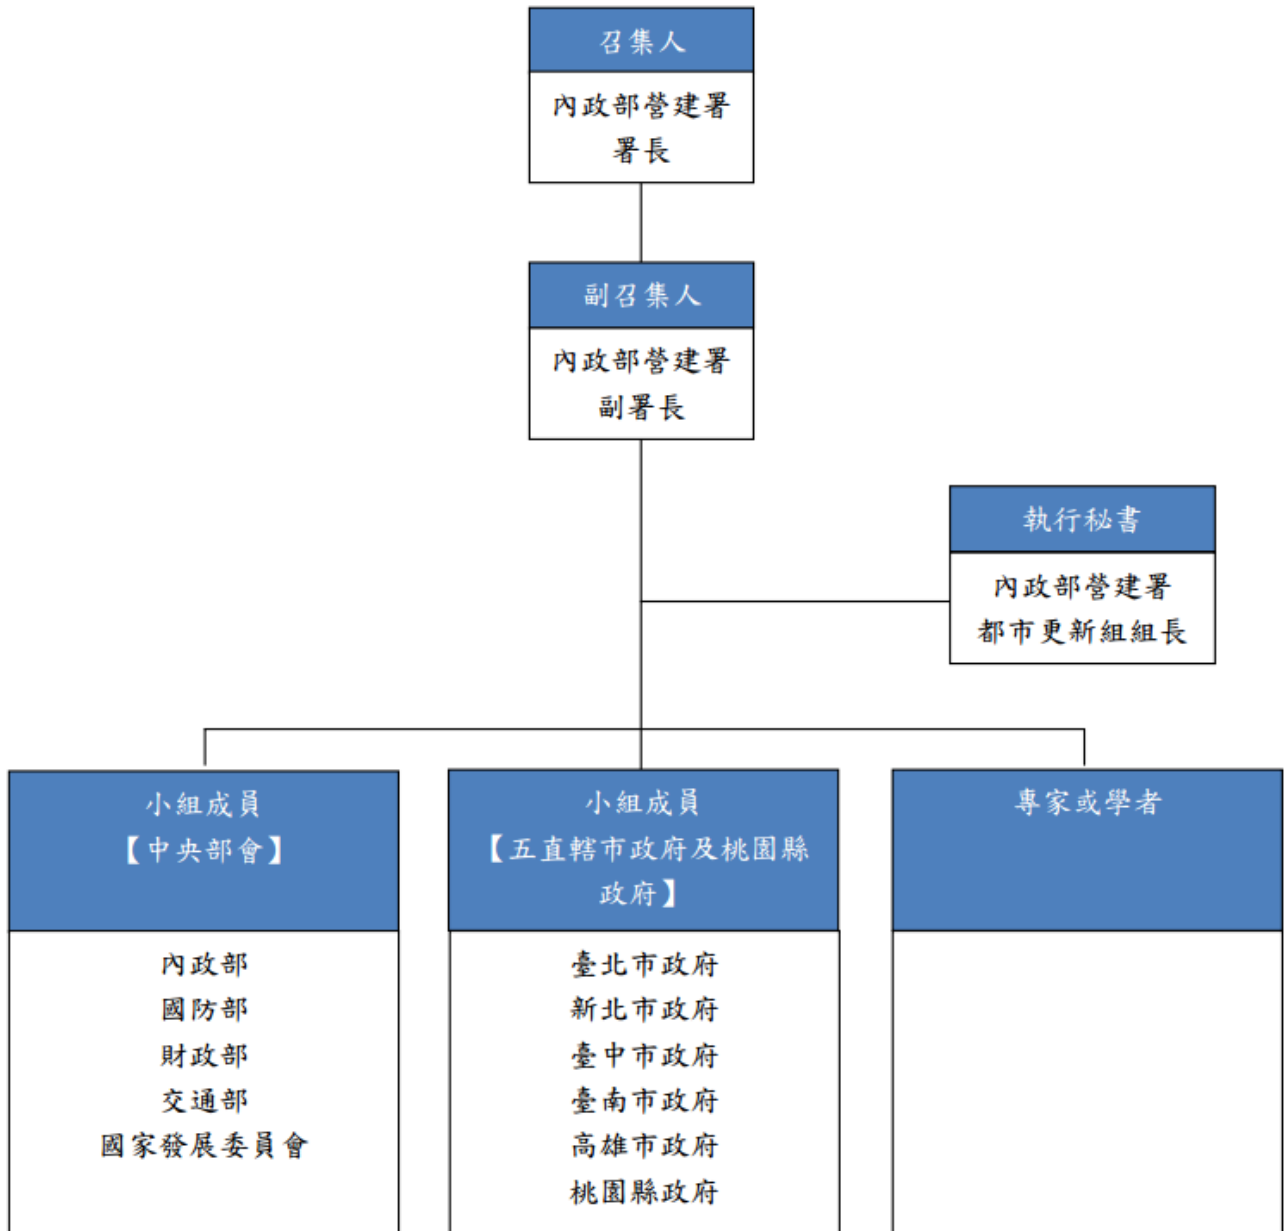 召集人
內政部營建署
署長
副召集人
內政部營建署
副署長
執行秘書
內政部營建署
都市更新組組長
小組成員
【中央部會】
內政部
國防部
財政部
交通部
國家發展委員會
小組成員
【五直轄市政府及桃園縣
政府】
臺北市政府
新北市政府
臺中市政府
臺南市政府
高雄市政府
桃園縣政府
專家或學者